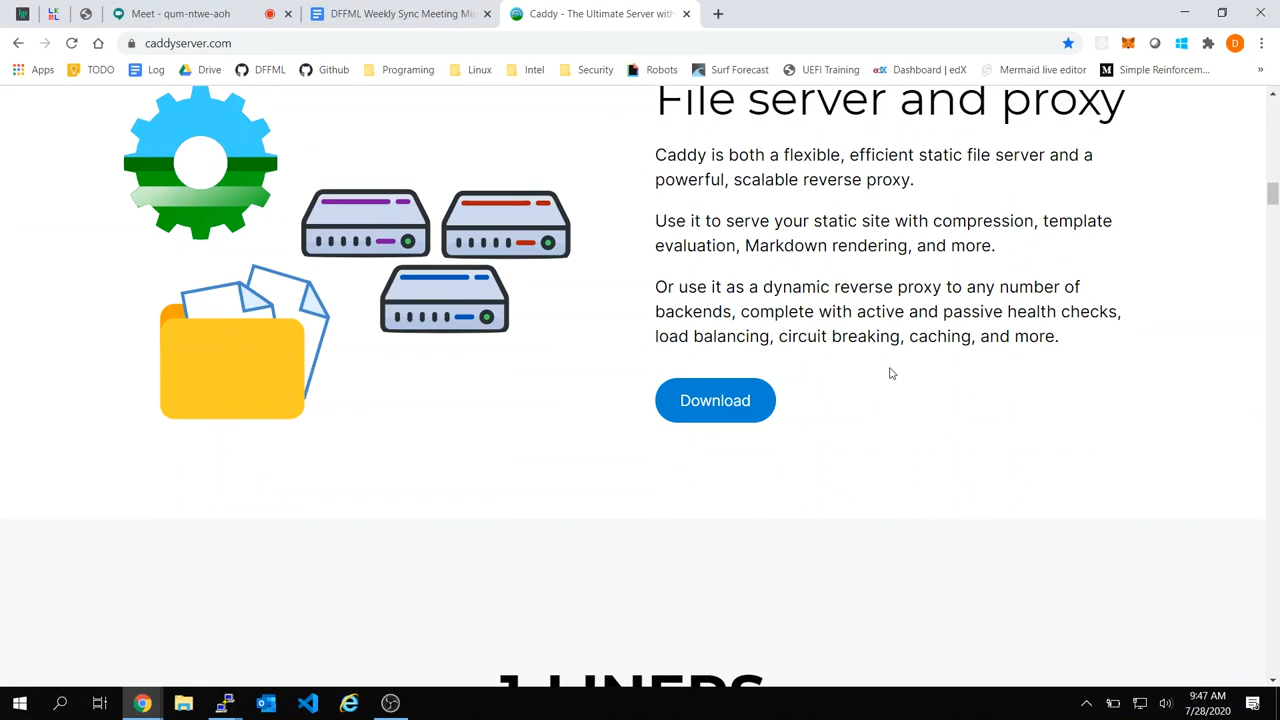 Meet - qum-ntwe-aoh
DFFML Weekly Sync Meeting Mi
Caddy - The Ultimate Server with
caddyserver.com
D
Apps
TODO
Log
Drive
DFFML
Github
Programing
Linux
Intel
Security
Robots
Surf Forecast
UEFI Training
edX
Dashboard | edX
Mermaid live editor
M
Simple Reinforcem...
»
File server and proxy
Caddy is both a flexible, efficient static file server and a
powerful, scalable reverse proxy.
Use it to serve your static site with compression, template
evaluation, Markdown rendering, and more.
Or use it as a dynamic reverse proxy to any number of
backends, complete with active and passive health checks,
load balancing, circuit breaking, caching, and more.
Download
1-LINERS
9:47 AM
7/28/2020